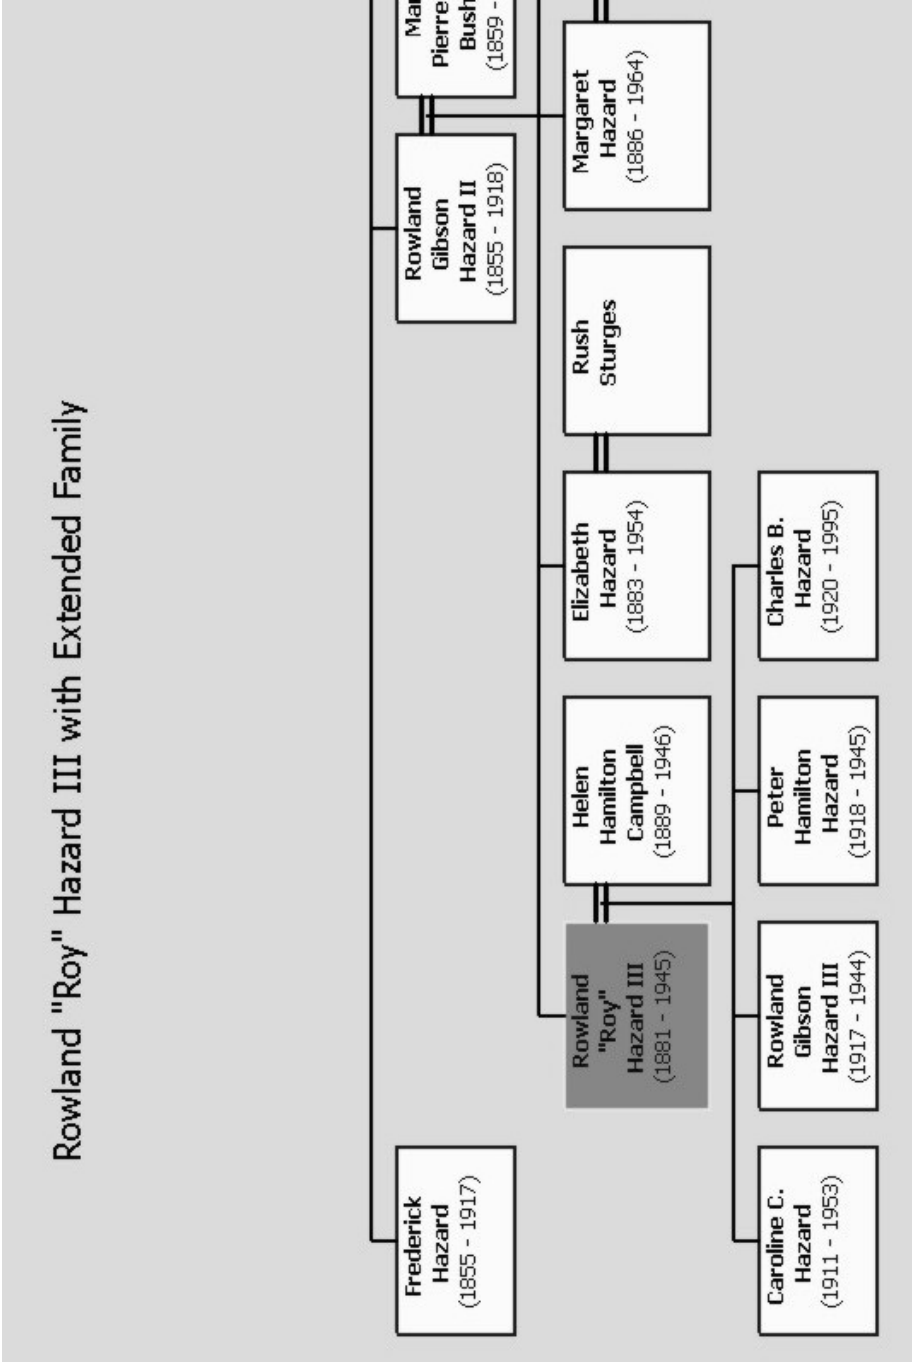 Rowland "Roy" Hazard III with Extended Family
Frederick
Hazard
(1855 - 1917)
Rowland
Gibson
Hazard II
(1855 - 1918)
Pierre
Bush
(1859 -
Rowland
"Roy"
Hazard III
(1881 - 1945)
Helen
Hamilton
Campbell
(1889 - 1946)
Elizabeth
Hazard
(1883 - 1954)
Rush
Sturges
Margaret
Hazard
(1886 - 1964)
Caroline C.
Hazard
(1911 - 1953)
Rowland
Gibson
Hazard III
(1917 - 1944)
Peter
Hamilton
Hazard
(1918 - 1945)
Charles B.
Hazard
(1920 - 1995)